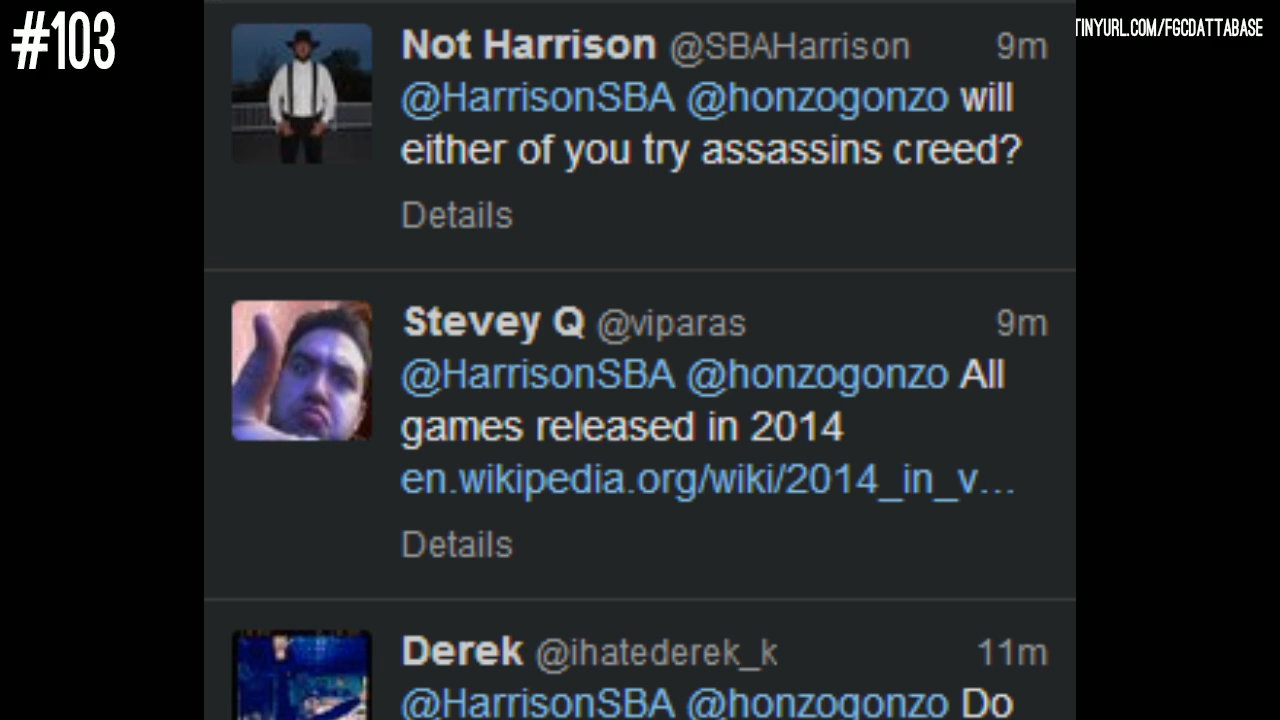 #103
TINYURL.COM/FGCDATTABASE
Not Harrison @SBAHarrison 9m
@HarrisonSBA @honzogonzo will
either of you try assassins creed?
Details
Stevey Q @viparas 9m
@HarrisonSBA @honzogonzo All
games released in 2014
en.wikipedia.org/wiki/2014_in_v...
Details
Derek @ihatederek_k 11m
@HarrisonSBA @honzogonzo Do